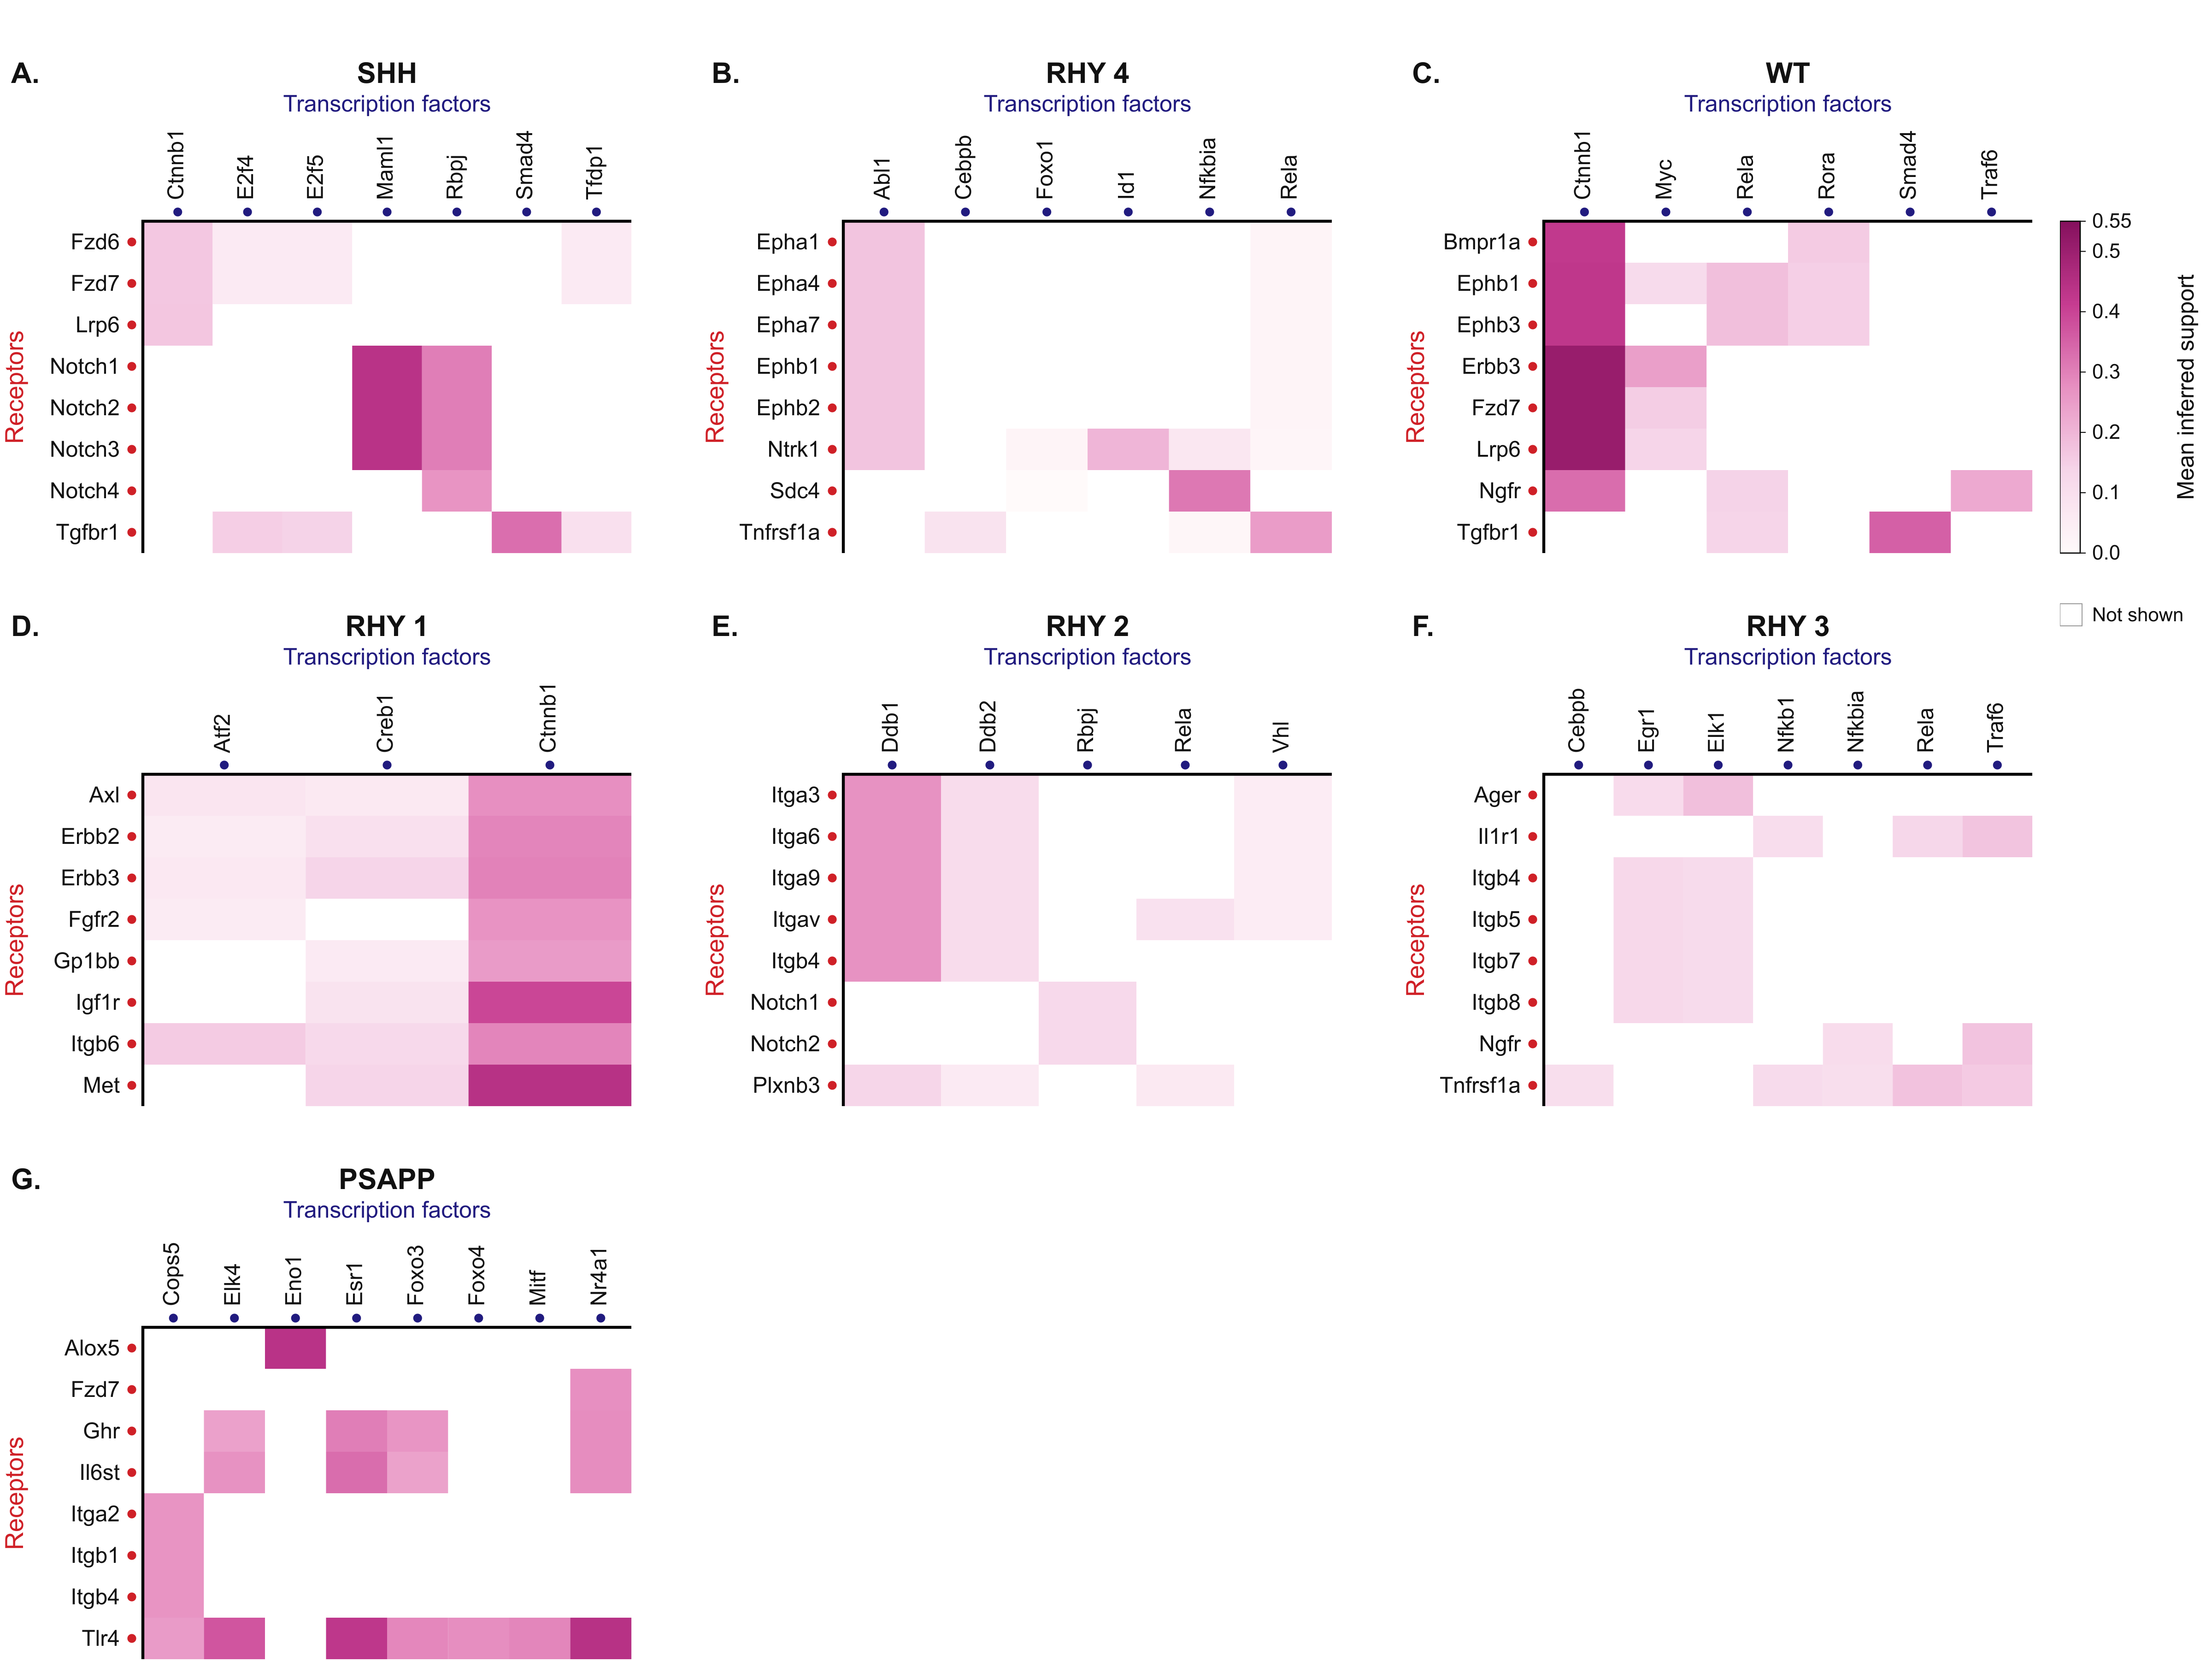 A.
SHH
Transcription factors
Ctnnb1
E2f4
E2f5
Maml1
Rbpj
Smad4
Tfdp1
Receptors
Fzd6
Fzd7
Lrp6
Notch1
Notch2
Notch3
Notch4
Tgfbr1
B.
RHY 4
Transcription factors
Abl1
Cebpb
Foxo1
Id1
Nfkbia
Rela
Receptors
Epha1
Epha4
Epha7
Ephb1
Ephb2
Ntrk1
Sdc4
Tnfrsf1a
C.
WT
Transcription factors
Ctnnb1
Myc
Rela
Rora
Smad4
Traf6
Receptors
Bmpr1a
Ephb1
Ephb3
Erbb3
Fzd7
Lrp6
Ngfr
Tgfbr1
0.55
0.5
0.4
0.3
0.2
0.1
0.0
Mean inferred support
Not shown
D.
RHY 1
Transcription factors
Atf2
Creb1
Ctnnb1
Receptors
Axl
Erbb2
Erbb3
Fgfr2
Gp1bb
Igf1r
Itgb6
Met
E.
RHY 2
Transcription factors
Ddb1
Ddb2
Rbpj
Rela
Vhl
Receptors
Itga3
Itga6
Itga9
Itgav
Itgb4
Notch1
Notch2
Plxnb3
F.
RHY 3
Transcription factors
Cebpb
Egr1
Elk1
Nfkb1
Nfkbia
Rela
Traf6
Receptors
Ager
Il1r1
Itgb4
Itgb5
Itgb7
Itgb8
Ngfr
Tnfrsf1a
G.
PSAPP
Transcription factors
Cops5
Elk4
Eno1
Esr1
Foxo3
Foxo4
Mitf
Nr4a1
Receptors
Alox5
Fzd7
Ghr
Il6st
Itga2
Itgb1
Itgb4
Tlr4